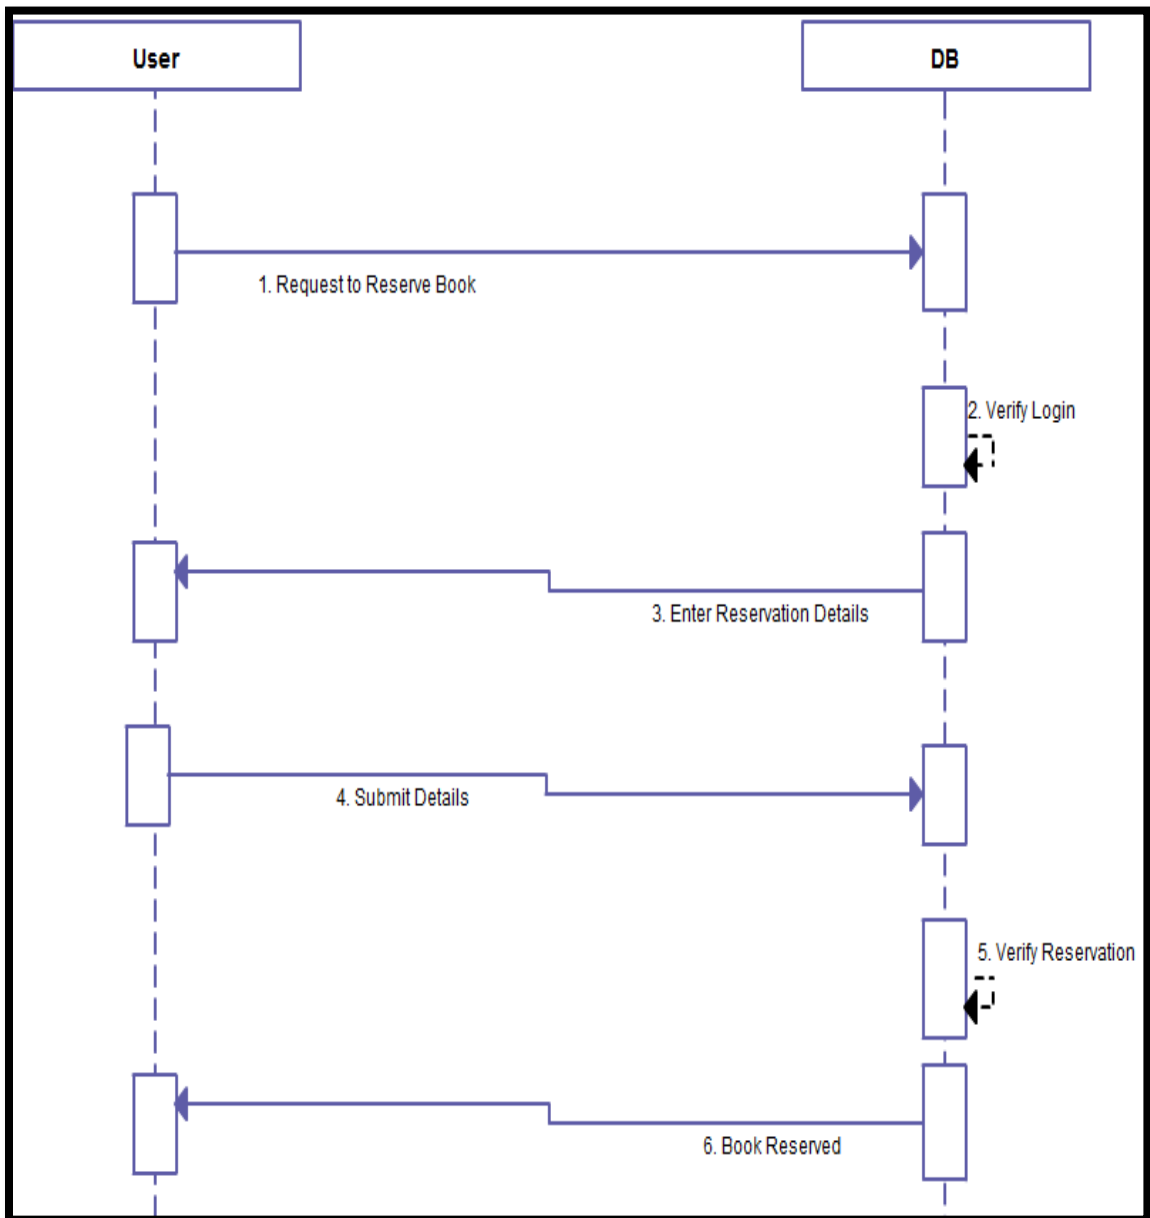 User
DB
1. Request to Reserve Book
2. Verify Login
3. Enter Reservation Details
4. Submit Details
5. Verify Reservation
6. Book Reserved